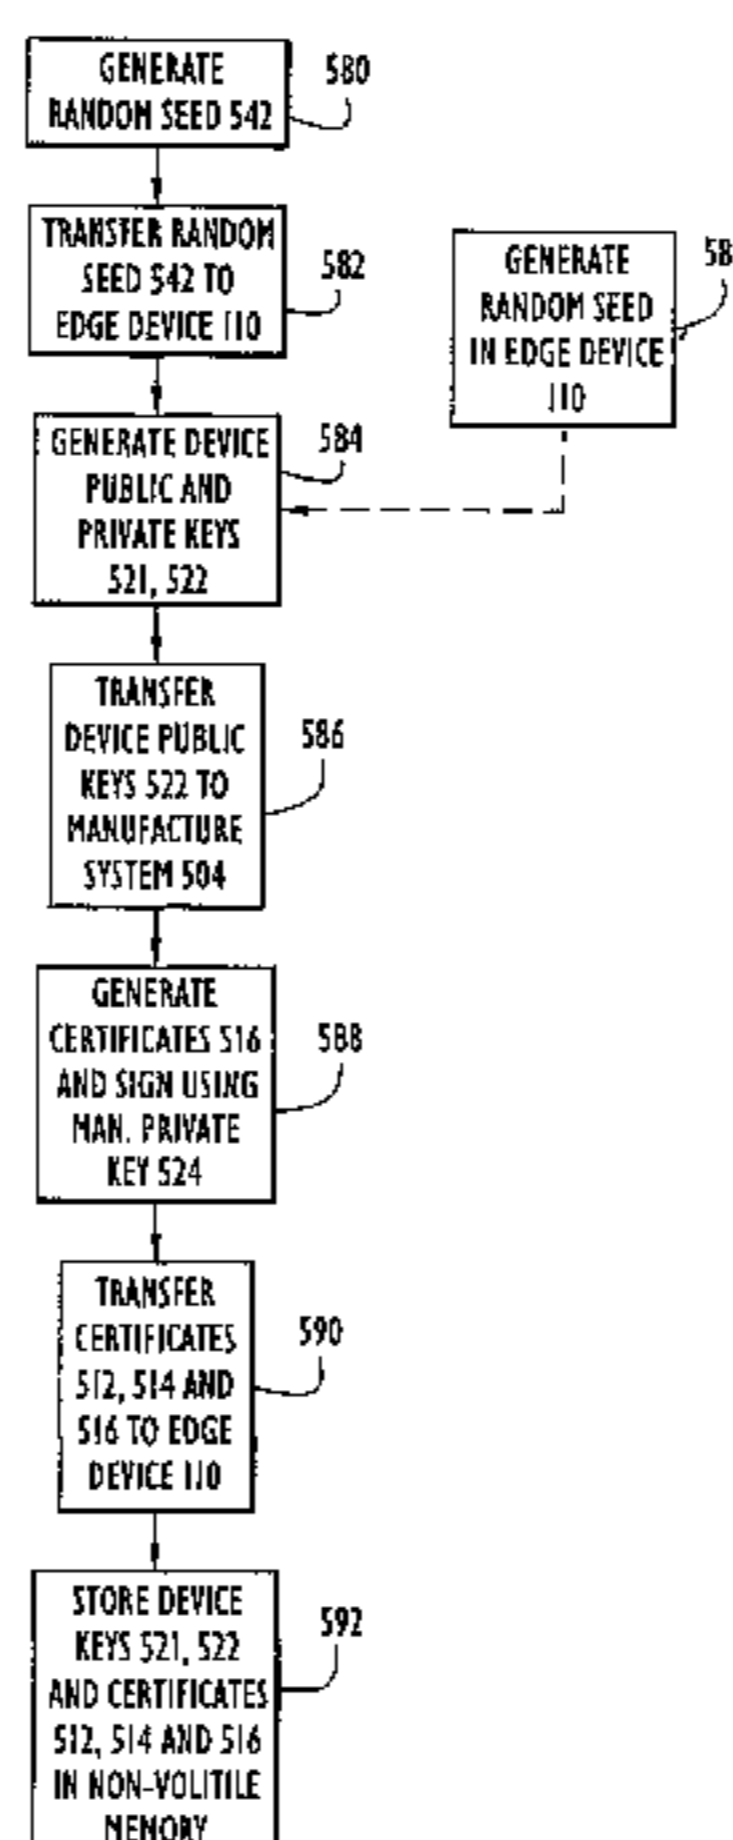 GENERATE
RANDOM SEED 542
580
TRANSFER RANDOM
SEED 542 TO
EDGE DEVICE 110
582
GENERATE
RANDOM SEED
IN EDGE DEVICE
110
58
GENERATE DEVICE
PUBLIC AND
PRIVATE KEYS
521, 522
584
TRANSFER
DEVICE PUBLIC
KEYS 522 TO
MANUFACTURE
SYSTEM 504
586
GENERATE
CERTIFICATES 516
AND SIGN USING
MAN. PRIVATE
KEY 524
588
TRANSFER
CERTIFICATES
512, 514 AND
516 TO EDGE
DEVICE 110
590
STORE DEVICE
KEYS 521, 522
AND CERTIFICATES
512, 514 AND 516
IN NON-VOLITILE
MEMORY
592